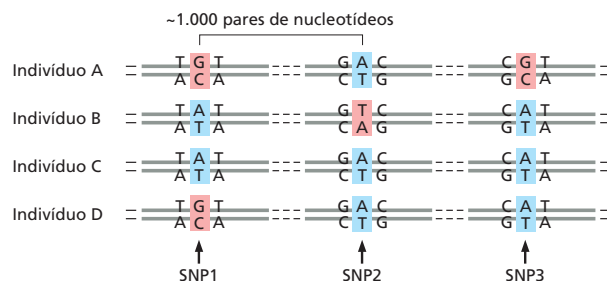 ~1.000 pares de nucleotídeos
T G T G A C C G T
Indivíduo A
A C A C T G G C A
T A T G T C C A T
Indivíduo B
A T A C A G G T A
T A T G A C C A T
Indivíduo C
A T A C T G G T A
T G T G A C C A T
Indivíduo D
A C A C T G G T A
SNP1 SNP2 SNP3